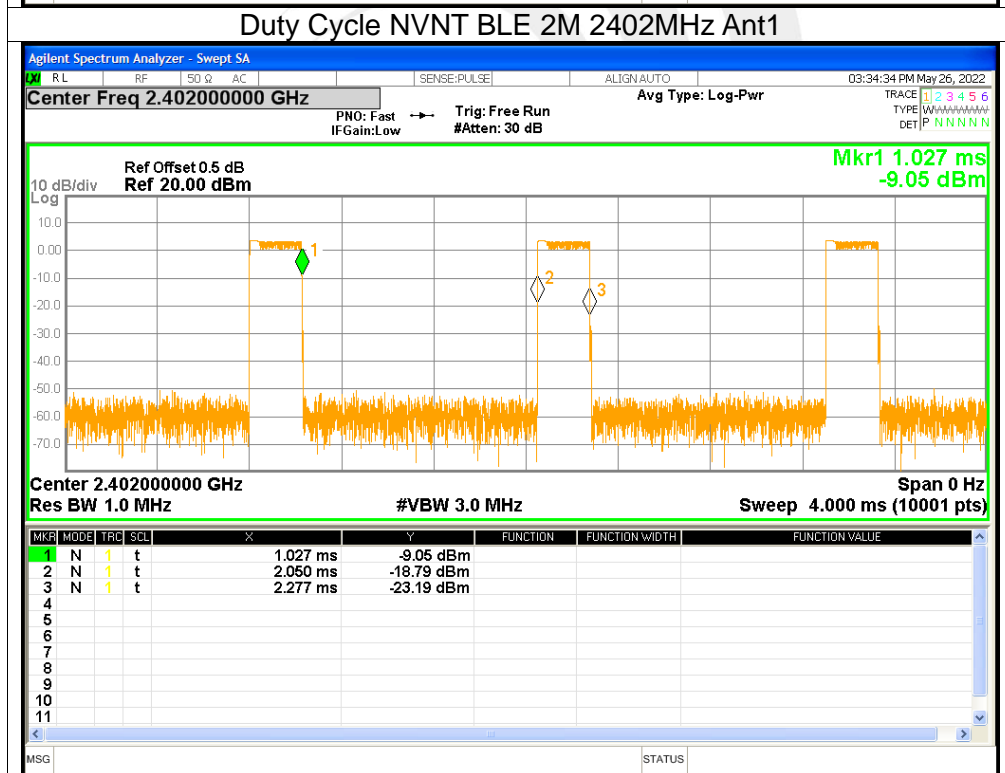 Duty Cycle NVNT BLE 2M 2402MHz Ant1
Agilent Spectrum Analyzer - Swept SA
LXI RL RF 50 Ω AC SENSE:PULSE ALIGNAUTO 03:34:34 PM May 26, 2022
Center Freq 2.402000000 GHz Avg Type: Log-Pwr TRACE 1 2 3 4 5 6
PNO: Fast Trig: Free Run TYPE WWWWWW
IFGain:Low #Atten: 30 dB DET P N N N N N
Mkr1 1.027 ms
Ref Offset 0.5 dB
10 dB/div Ref 20.00 dBm -9.05 dBm
Log
10.0
0.00
-10.0
-20.0
-30.0
-40.0
-50.0
-60.0
-70.0
1
2
3
Center 2.402000000 GHz Span 0 Hz
Res BW 1.0 MHz #VBW 3.0 MHz Sweep 4.000 ms (10001 pts)
MKR MODE TRC SCL X Y FUNCTION FUNCTION WIDTH FUNCTION VALUE
1 N 1 t 1.027 ms -9.05 dBm
2 N 1 t 2.050 ms -18.79 dBm
3 N 1 t 2.277 ms -23.19 dBm
4
5
6
7
8
9
10
11
MSG STATUS